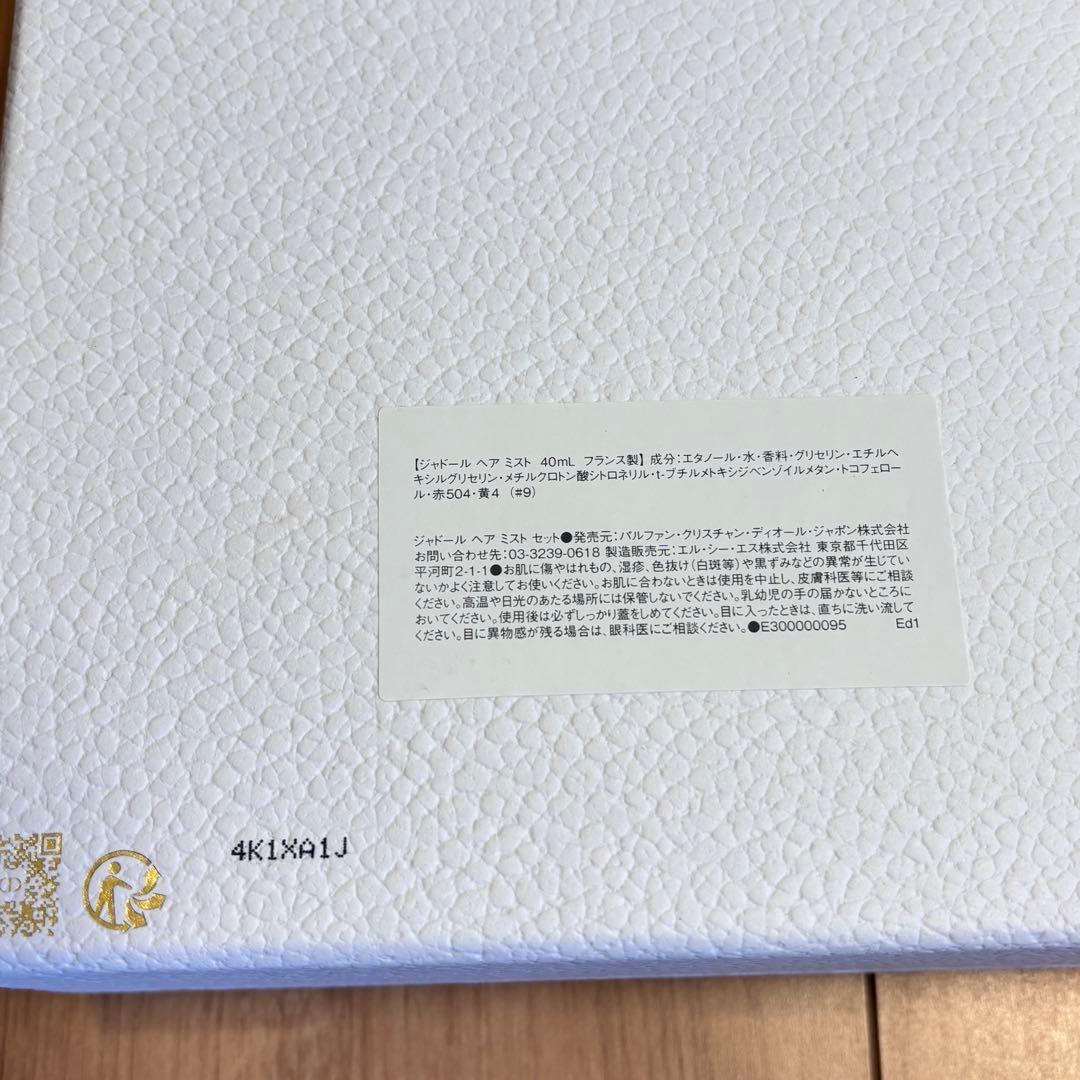 【ジャドール ヘア ミスト 40mL フランス製】 成分：エタノール・水・香料・グリセリン・エチルヘ
キシルグリセリン・メチルクロトン酸シトロネリル・t-ブチルメトキシジベンゾイルメタン・トコフェロー
ル・赤504・黄4 （#9）
ジャドール ヘア ミスト セット●発売元：パルファン・クリスチャン・ディオール・ジャポン株式会社
お問い合わせ先：03-3239-0618 製造販売元：エル・シー・エス株式会社 東京都千代田区
平河町2-1-1●お肌に傷やはれもの、湿疹、色抜け（白斑等）や黒ずみなどの異常が生じてい
ないかよく注意してお使いください。お肌に合わないときは使用を中止し、皮膚科医等にご相談
ください。高温や日光のあたる場所には保管しないでください。乳幼児の手の届かないところに
おいてください。使用後は必ずしっかり蓋をしめてください。目に入ったときは、直ちに洗い流して
ください。目に異物感が残る場合は、眼科医にご相談ください。●E300000095 Ed1
4K1XA1J